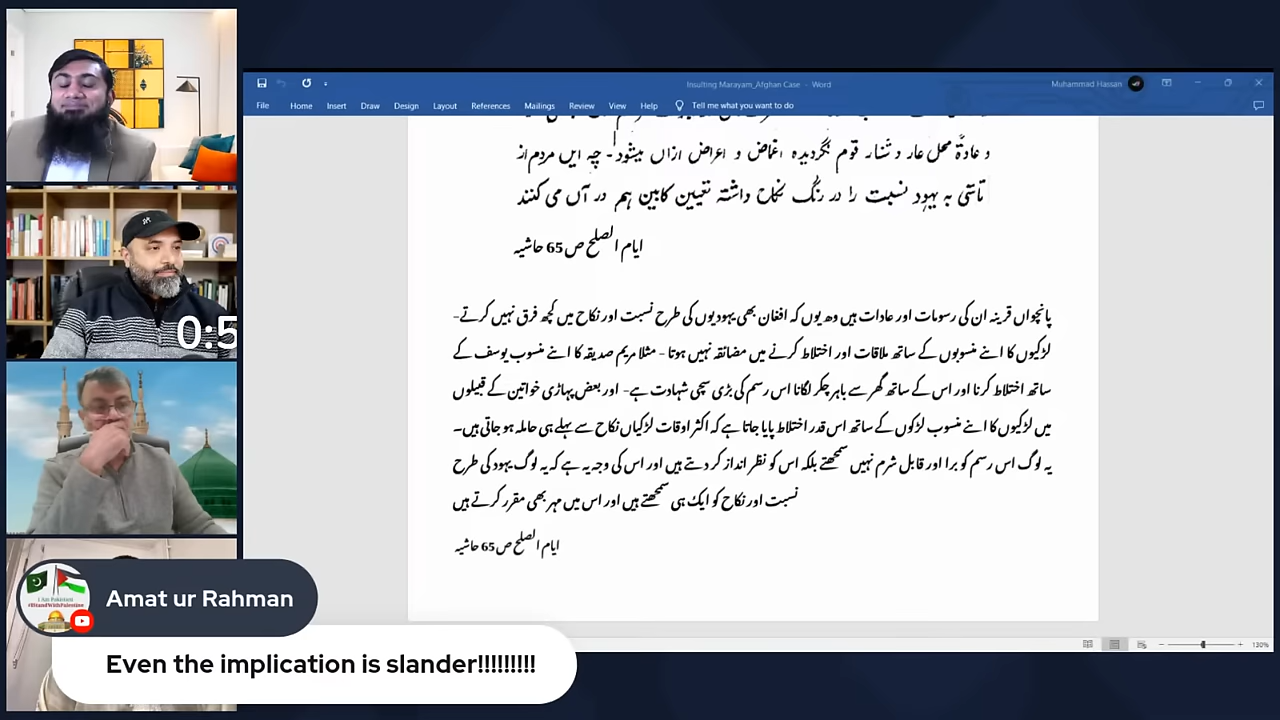 Insulting Marayam_Afghan Case - Word
Muhammad Hassan
File Home Insert Draw Design Layout References Mailings Review View Help Tell me what you want to do
و عادةً محل عار و شنار قوم نگردیده اغماض و اعراض ازاں میشود۔ چہ ایں مردم از
تاتتی بہ یہود نسبت را در رنگ نکاح داشتہ تعیین کابین ہم در آں می کنند
ایام الصلح ص 65 حاشیہ
پانچواں قرینہ ان کی رسومات اور عادات ہیں وہ یوں کہ افغان بھی یہودیوں کی طرح نسبت اور نکاح میں کچھ فرق نہیں کرتے-
لڑکیوں کا اپنے منسوبوں کے ساتھ ملاقات اور اختلاط کرنے میں مضائقہ نہیں ہوتا - مثلا مریم صدیقہ کا اپنے منسوب یوسف کے
ساتھ اختلاط کرنا اور اس کے ساتھ گھر سے باہر چکر لگانا اس رسم کی بڑی سچی شہادت ہے- اور بعض پہاڑی خواتین کے قبیلوں
میں لڑکیوں کا اپنے منسوب لڑکوں کے ساتھ اس قدر اختلاط پایا جاتا ہے کہ اکثر اوقات لڑکیاں نکاح سے پہلے ہی حاملہ ہو جاتی ہیں۔
یہ لوگ اس رسم کو برا اور قابل شرم نہیں سمجھتے بلکہ اس کو نظر انداز کر دتے ہیں اور اس کی وجہ یہ ہے کہ یہ لوگ یہود کی طرح
نسبت اور نکاح کو ایک ہی سمجھتے ہیں اور اس میں مہر بھی مقرر کرتے ہیں
ایام الصلح ص 65 حاشیہ
130%
0:5
Amat ur Rahman
Even the implication is slander!!!!!!!!!